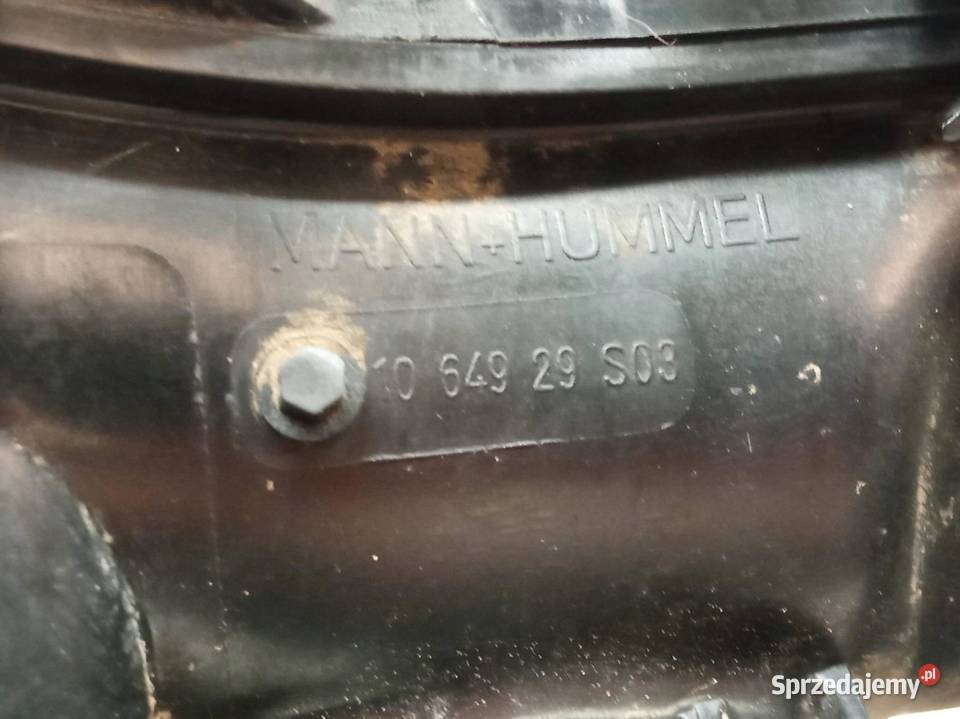 MANN+HUMMEL
10 649 29 S03
Sprzedajemy.pl